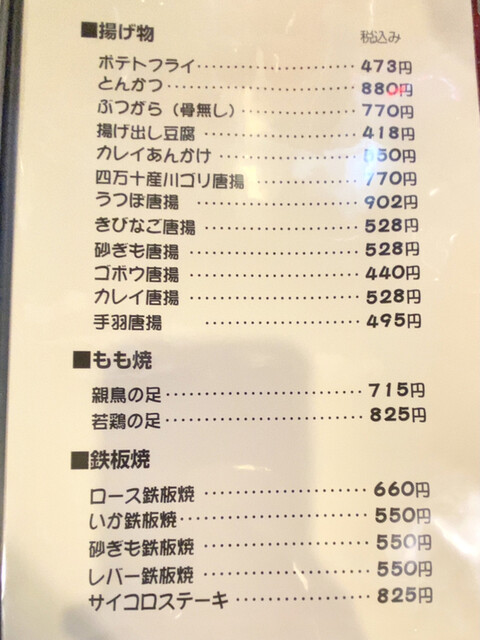 ■揚げ物 税込み
ポテトフライ 473円
とんかつ 880円
ぶつがら（骨無し） 770円
揚げ出し豆腐 418円
カレイあんかけ 550円
四万十産川ゴリ唐揚 770円
うつぼ唐揚 902円
きびなご唐揚 528円
砂ぎも唐揚 528円
ゴボウ唐揚 440円
カレイ唐揚 528円
手羽唐揚 495円
■もも焼
親鳥の足 715円
若鶏の足 825円
■鉄板焼
ロース鉄板焼 660円
いか鉄板焼 550円
砂ぎも鉄板焼 550円
レバー鉄板焼 550円
サイコロステーキ 825円